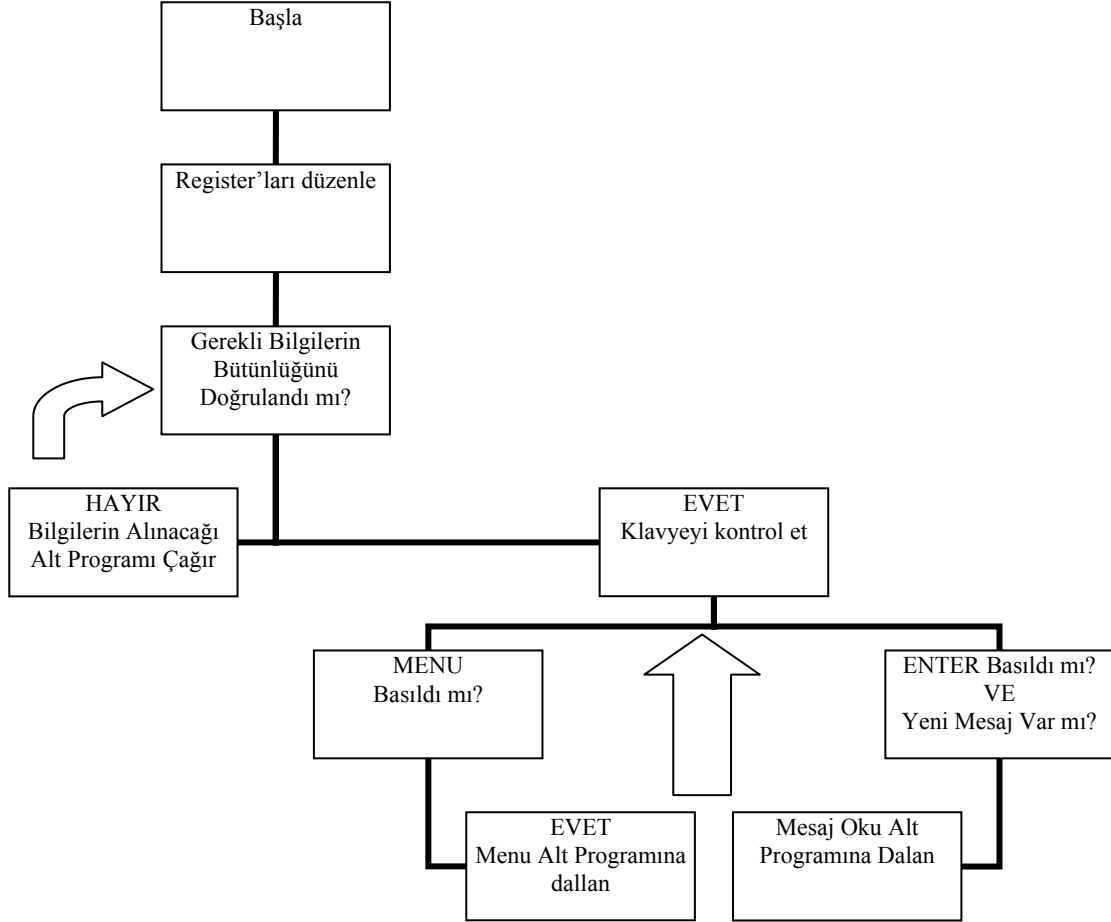 Başla
Register’ları düzenle
Gerekli Bilgilerin
Bütünlüğünü
Doğrulandı mı?
HAYIR
Bilgilerin Alınacağı
Alt Programı Çağır
EVET
Klavyeyi kontrol et
MENU
Basıldı mı?
ENTER Basıldı mı?
VE
Yeni Mesaj Var mı?
EVET
Menu Alt Programına
dallan
Mesaj Oku Alt
Programına Dalan